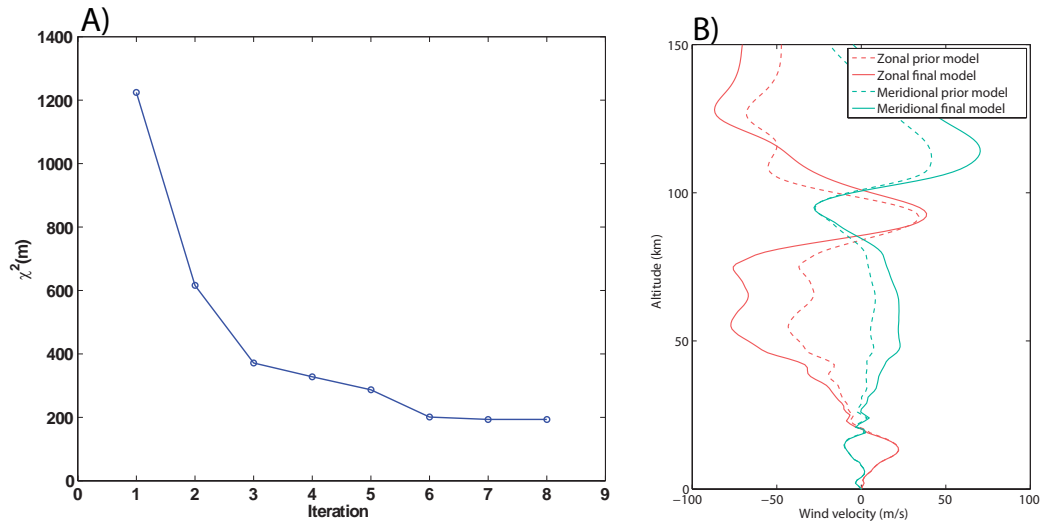 A)
1400
1200
1000
800
600
400
200
0
χ²(m)
0 1 2 3 4 5 6 7 8 9
Iteration
B)
150
100
50
0
Altitude (km)
−100 −50 0 50 100
Wind velocity (m/s)
Zonal prior model
Zonal final model
Meridional prior model
Meridional final model